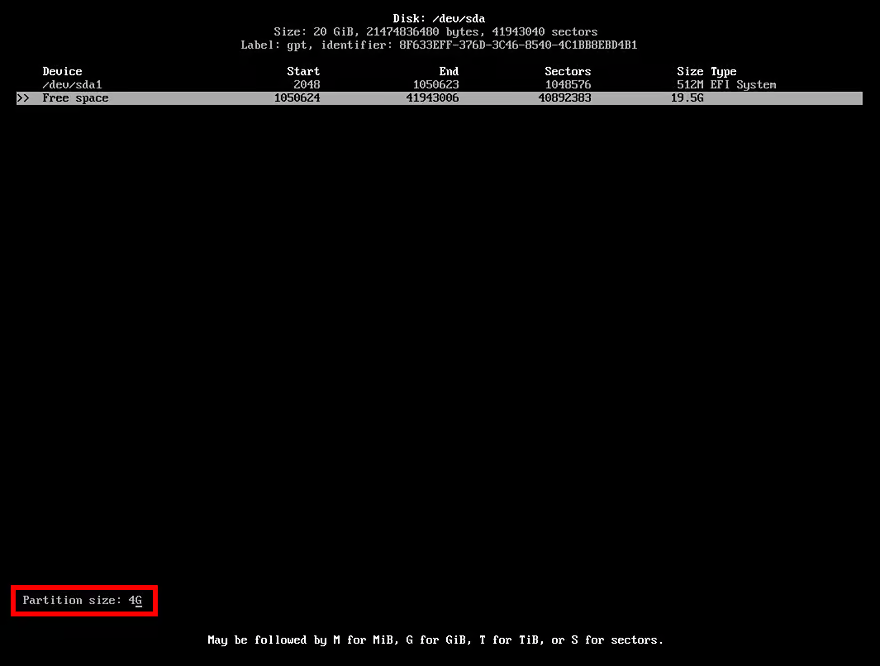 Disk: /dev/sda
Size: 20 GiB, 21474836480 bytes, 41943040 sectors
Label: gpt, identifier: 8F633EFF-376D-3C46-8540-4C1BB8EBD4B1
Device Start End Sectors Size Type
/dev/sda1 2048 1050623 1048576 512M EFI System
>> Free space 1050624 41943006 40892383 19.5G
Partition size: 4G
May be followed by M for MiB, G for GiB, T for TiB, or S for sectors.